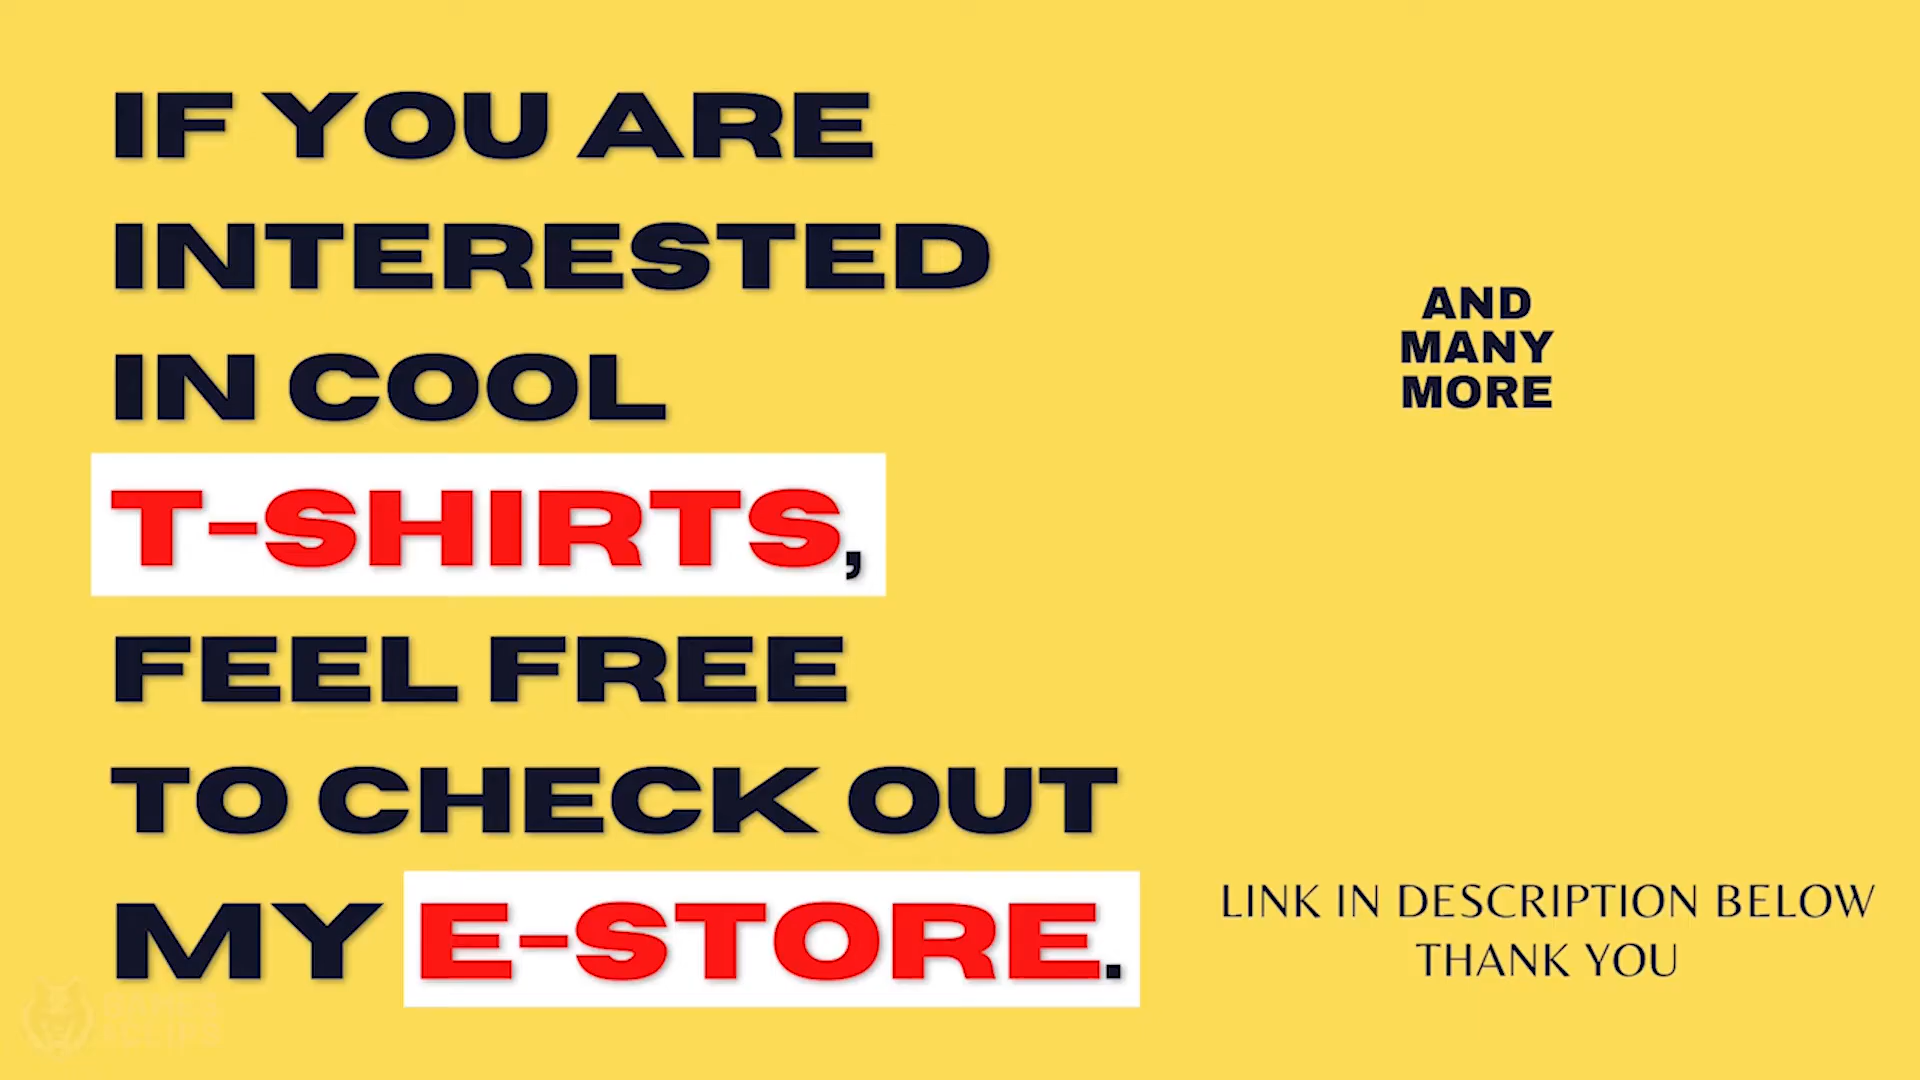 IF YOU ARE
INTERESTED
IN COOL
T-SHIRTS,
FEEL FREE
TO CHECK OUT
MY E-STORE.
AND
MANY
MORE
LINK IN DESCRIPTION BELOW
THANK YOU